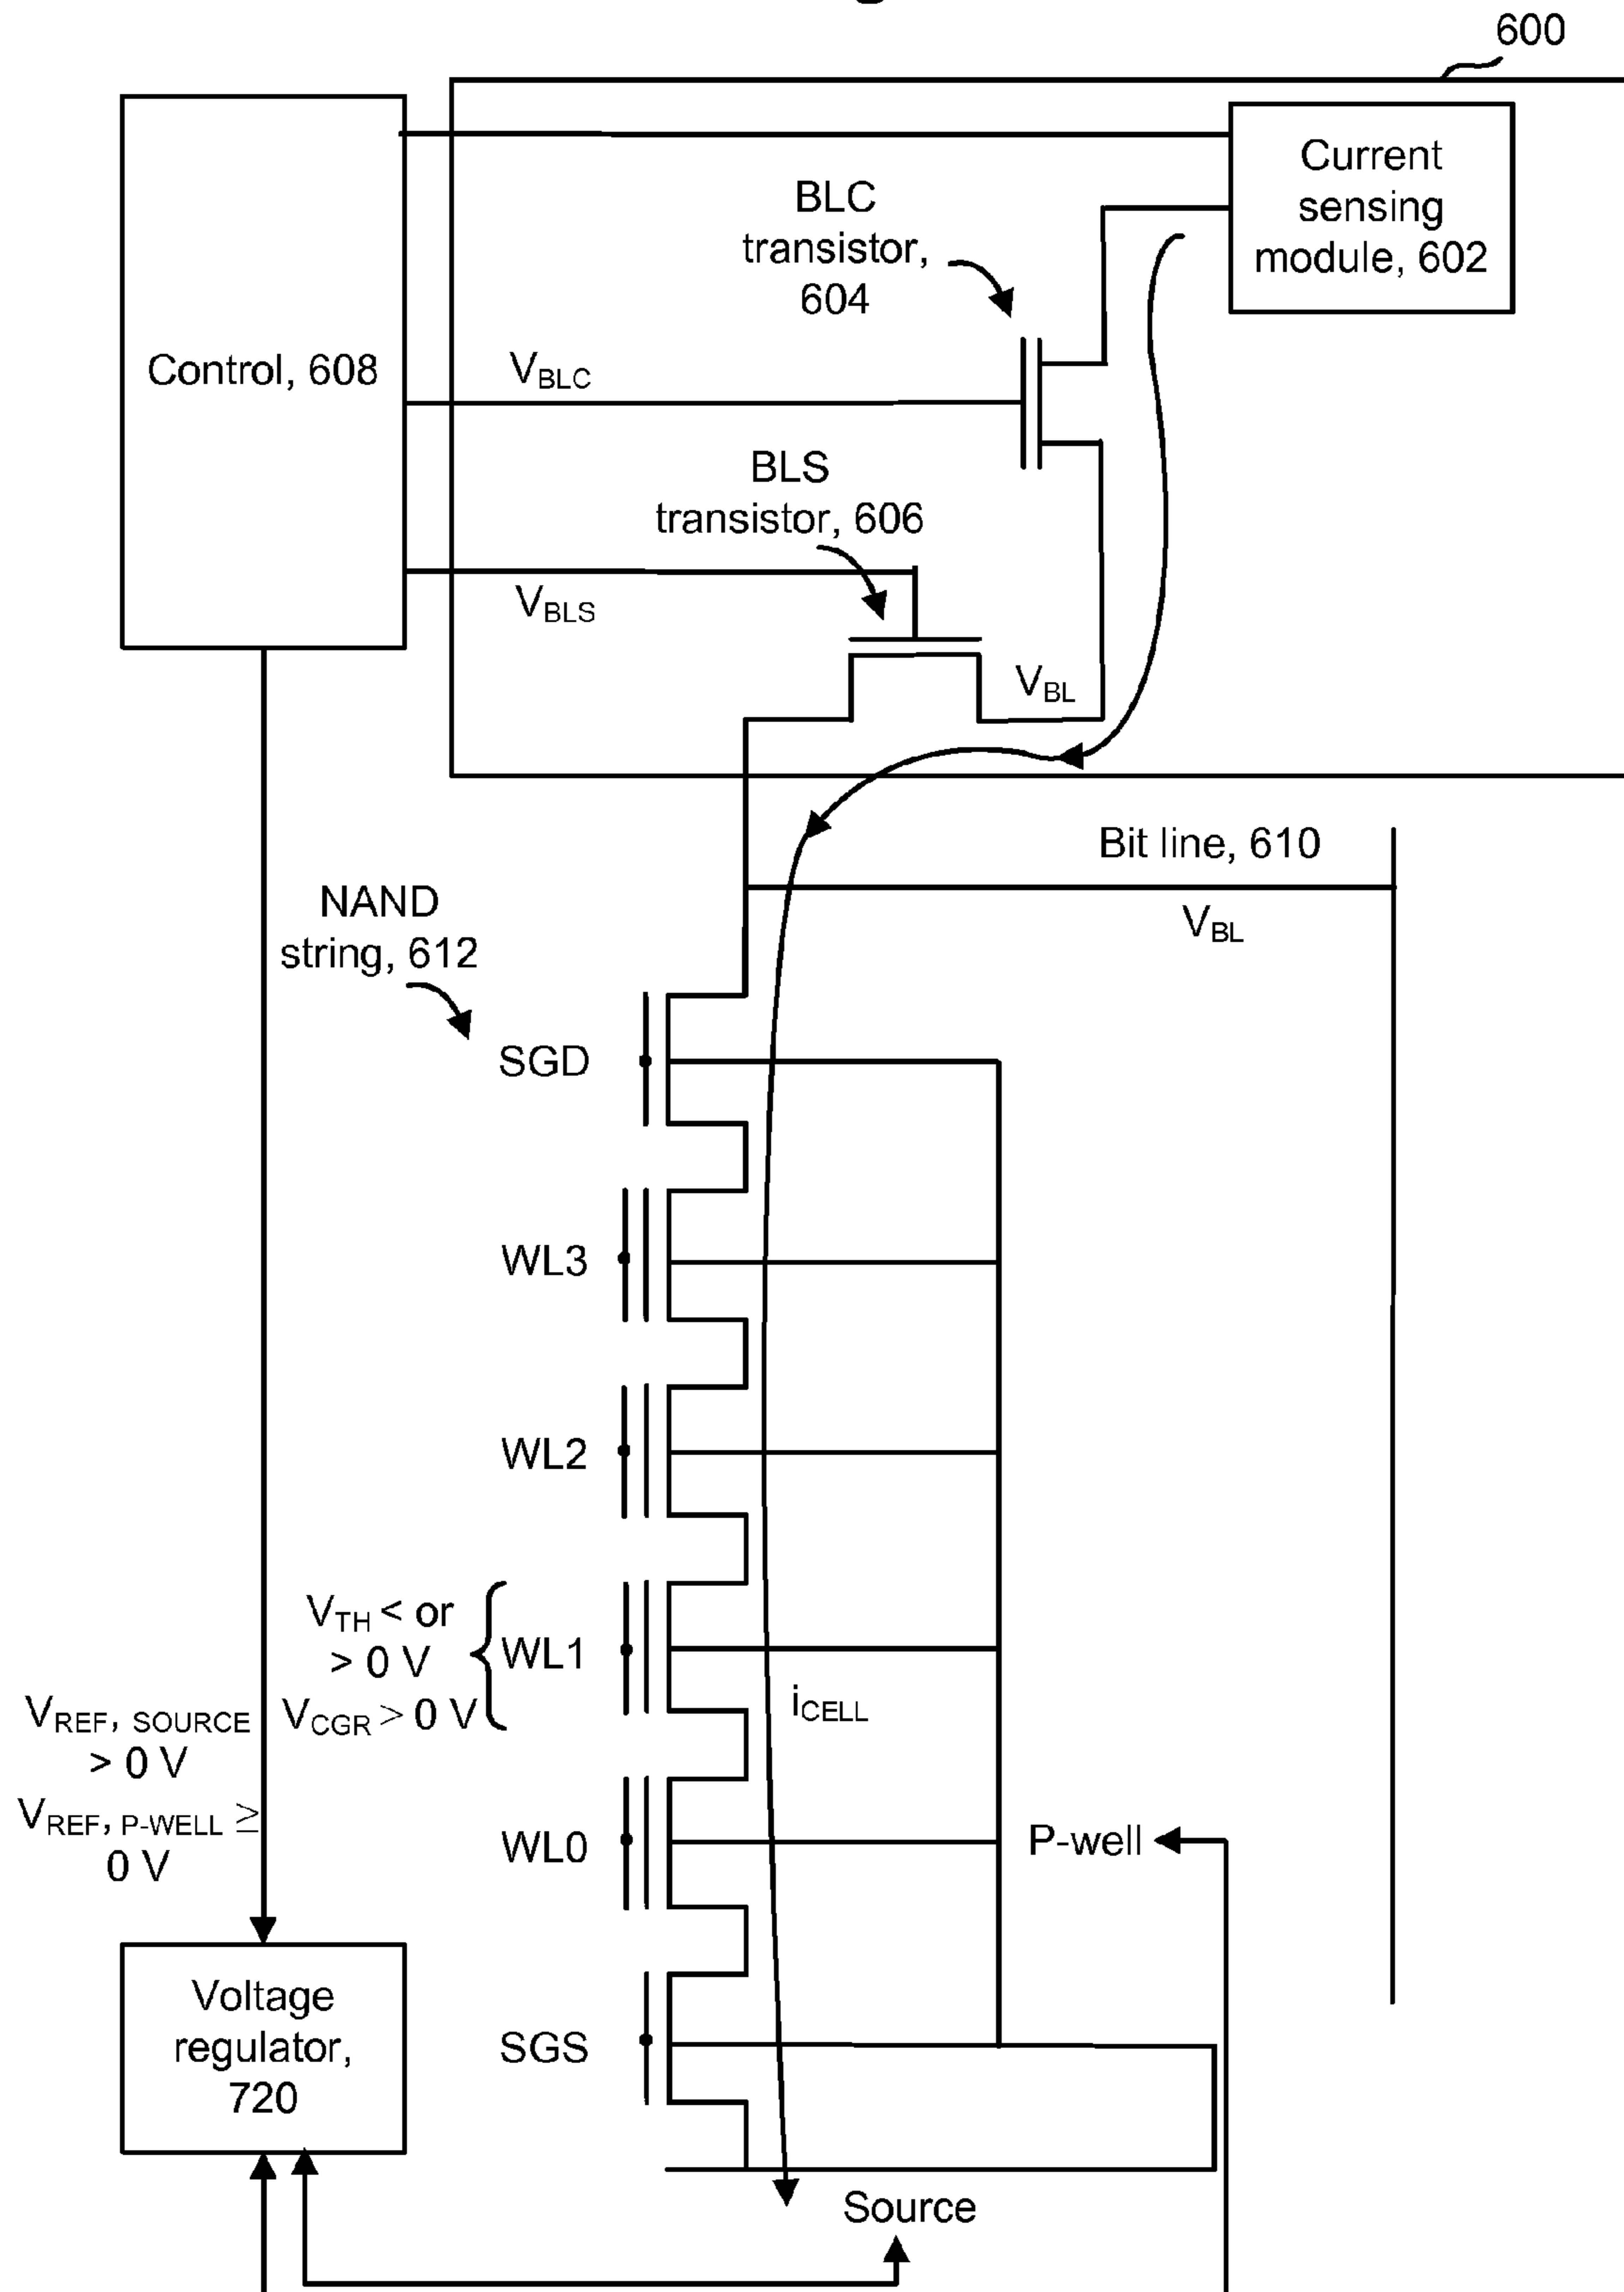 600
Current
sensing
module, 602
BLC
transistor,
604
Control, 608
VBLC
BLS
transistor, 606
VBLS
VBL
Bit line, 610
VBL
NAND
string, 612
SGD
WL3
WL2
VTH < or
> 0 V
VCGR > 0 V
WL1
iCELL
VREF, SOURCE
> 0 V
VREF, P-WELL ≥
0 V
WL0
P-well
Voltage
regulator,
720
SGS
Source